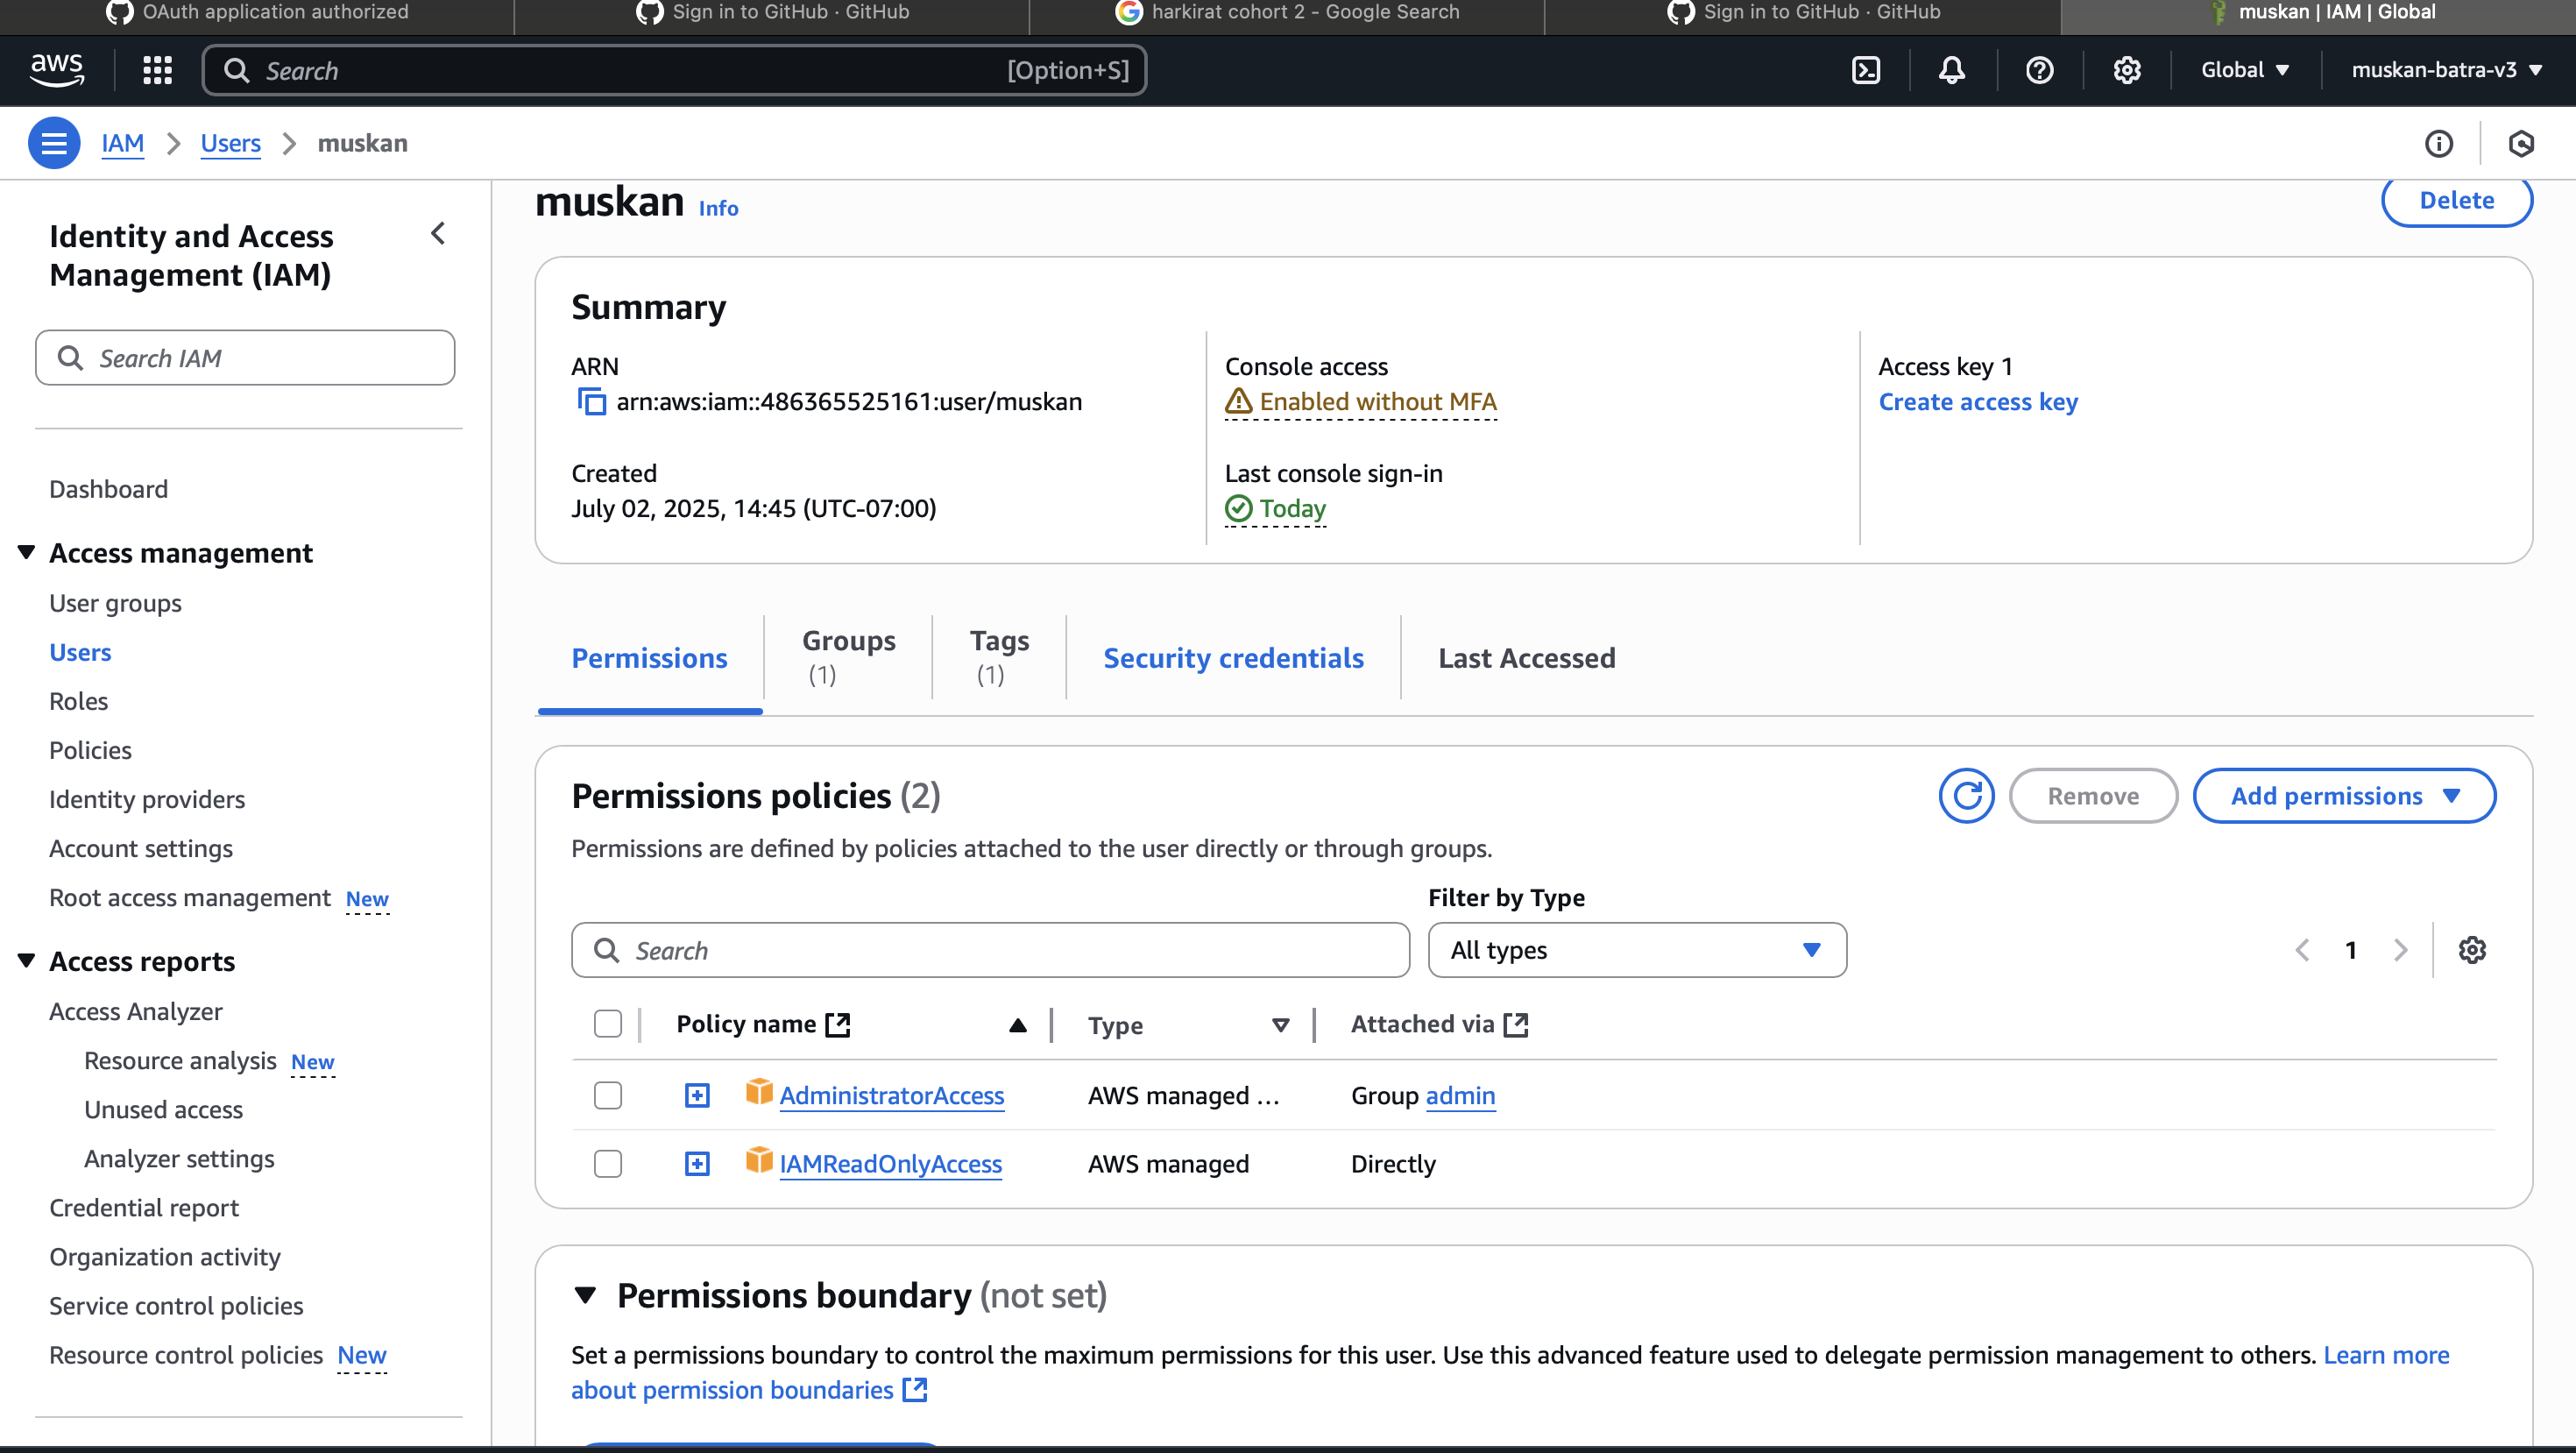 OAuth application authorized
Sign in to GitHub · GitHub
harkirat cohort 2 - Google Search
Sign in to GitHub · GitHub
muskan | IAM | Global
aws
Search
[Option+S]
Global
muskan-batra-v3
IAM
Users
muskan
muskan Info
Delete
Identity and Access
Management (IAM)
Search IAM
Dashboard
Access management
User groups
Users
Roles
Policies
Identity providers
Account settings
Root access management New
Access reports
Access Analyzer
Resource analysis New
Unused access
Analyzer settings
Credential report
Organization activity
Service control policies
Resource control policies New
Summary
ARN
arn:aws:iam::486365525161:user/muskan
Console access
Enabled without MFA
Access key 1
Create access key
Created
July 02, 2025, 14:45 (UTC-07:00)
Last console sign-in
Today
Permissions
Groups
(1)
Tags
(1)
Security credentials
Last Accessed
Permissions policies (2)
Remove
Add permissions
Permissions are defined by policies attached to the user directly or through groups.
Filter by Type
Search
All types
1
Policy name
Type
Attached via
AdministratorAccess
AWS managed ...
Group admin
IAMReadOnlyAccess
AWS managed
Directly
Permissions boundary (not set)
Set a permissions boundary to control the maximum permissions for this user. Use this advanced feature used to delegate permission management to others. Learn more
about permission boundaries